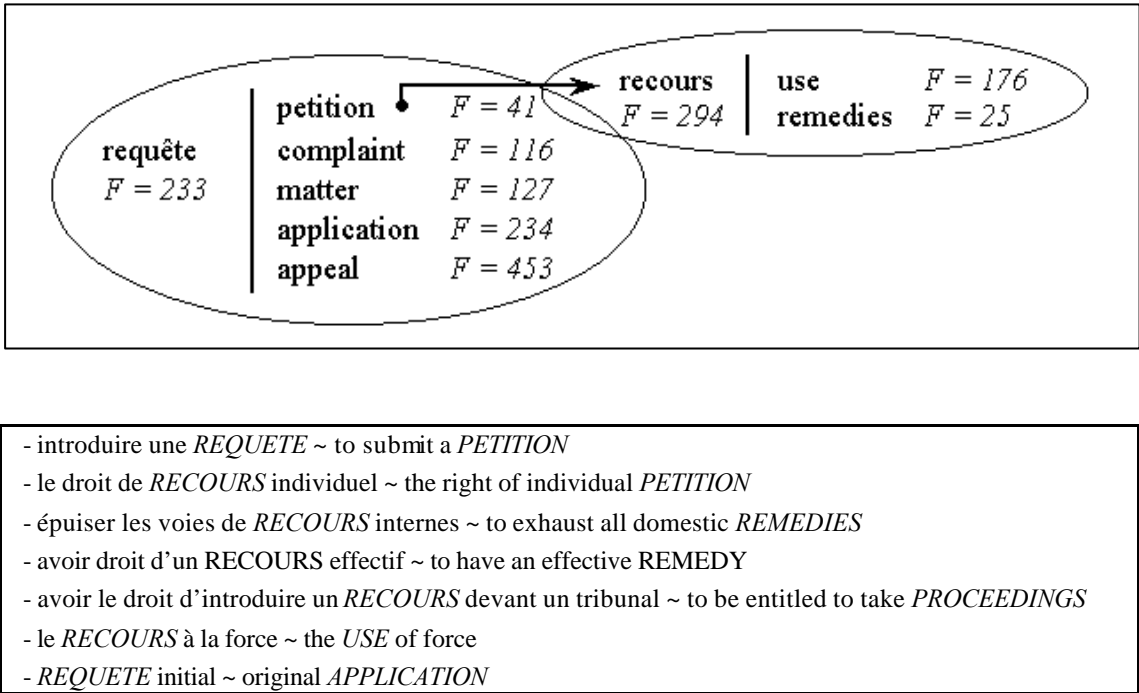 petition F = 41
complaint F = 116
requête
F = 233
matter F = 127
application F = 234
appeal F = 453
recours
F = 294
use F = 176
remedies F = 25
- introduire une REQUETE ~ to submit a PETITION
- le droit de RECOURS individuel ~ the right of individual PETITION
- épuiser les voies de RECOURS internes ~ to exhaust all domestic REMEDIES
- avoir droit d’un RECOURS effectif ~ to have an effective REMEDY
- avoir le droit d’introduire un RECOURS devant un tribunal ~ to be entitled to take PROCEEDINGS
- le RECOURS à la force ~ the USE of force
- REQUETE initial ~ original APPLICATION